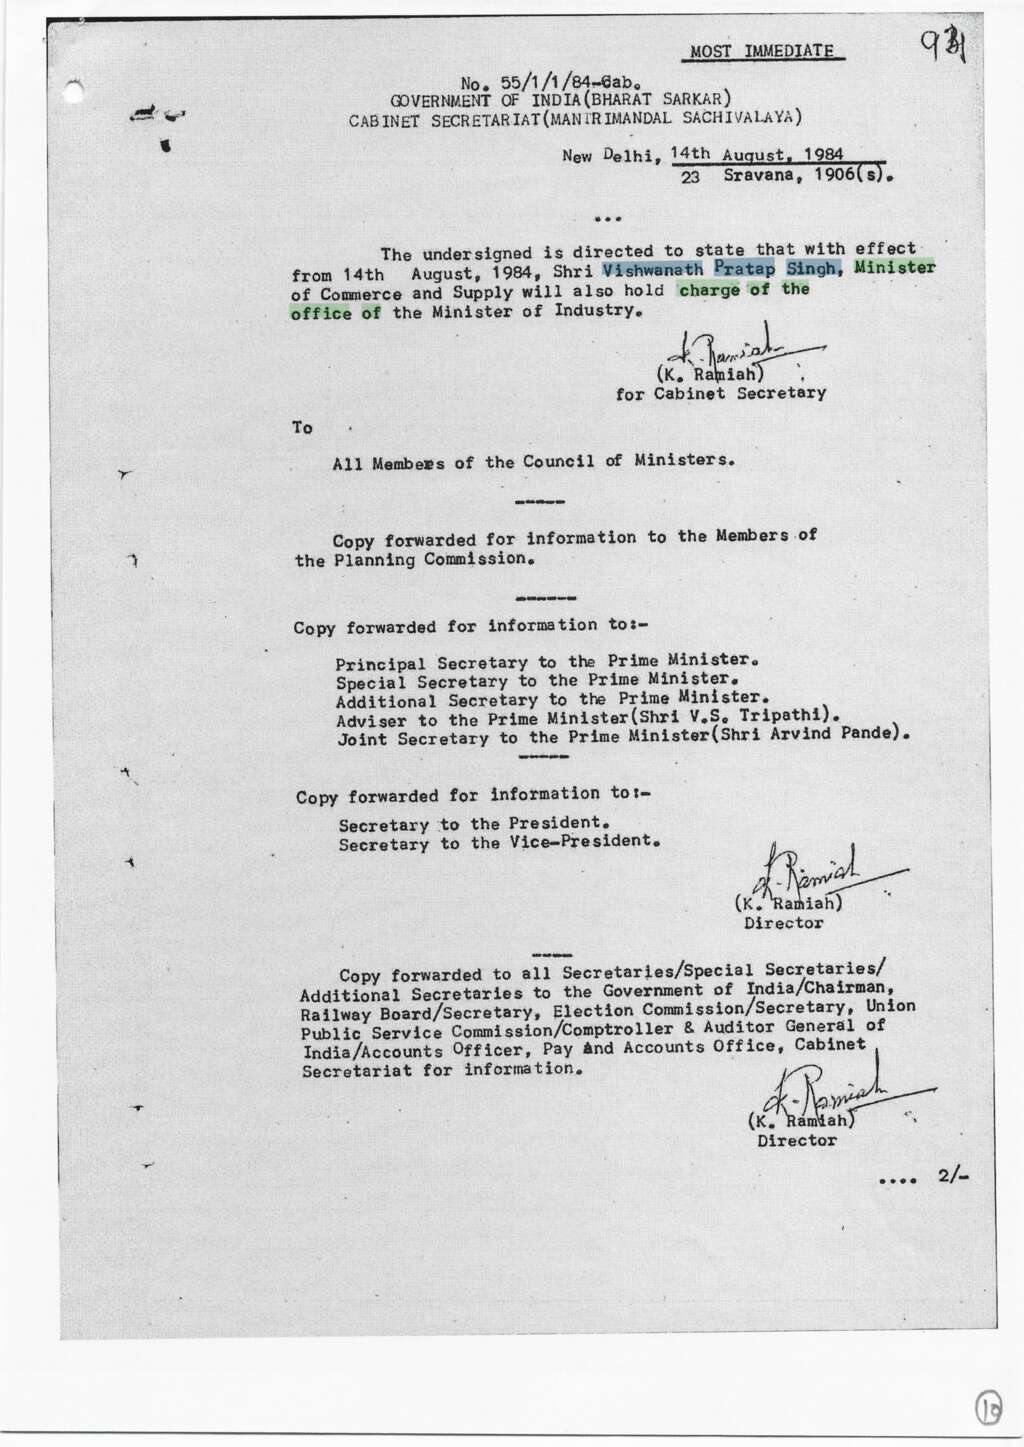 MOST IMMEDIATE
No. 55/1/1/84-Cab.
GOVERNMENT OF INDIA(BHARAT SARKAR)
CABINET SECRETARIAT(MANTRIMANDAL SACHIVALAYA)
New Delhi, 14th August, 1984
23 Sravana, 1906(s).
...
The undersigned is directed to state that with effect
from 14th August, 1984, Shri Vishwanath Pratap Singh, Minister
of Commerce and Supply will also hold charge of the
office of the Minister of Industry.
K. Ramiah
(K. Ramiah)
for Cabinet Secretary
To
All Members of the Council of Ministers.
-----
Copy forwarded for information to the Members of
the Planning Commission.
------
Copy forwarded for information to:-
Principal Secretary to the Prime Minister.
Special Secretary to the Prime Minister.
Additional Secretary to the Prime Minister.
Adviser to the Prime Minister(Shri V.S. Tripathi).
Joint Secretary to the Prime Minister(Shri Arvind Pande).
-----
Copy forwarded for information to:-
Secretary to the President.
Secretary to the Vice-President.
K. Ramiah
(K. Ramiah)
Director
----
Copy forwarded to all Secretaries/Special Secretaries/
Additional Secretaries to the Government of India/Chairman,
Railway Board/Secretary, Election Commission/Secretary, Union
Public Service Commission/Comptroller & Auditor General of
India/Accounts Officer, Pay And Accounts Office, Cabinet
Secretariat for information.
K. Ramiah
(K. Ramiah)
Director
.... 2/-
10